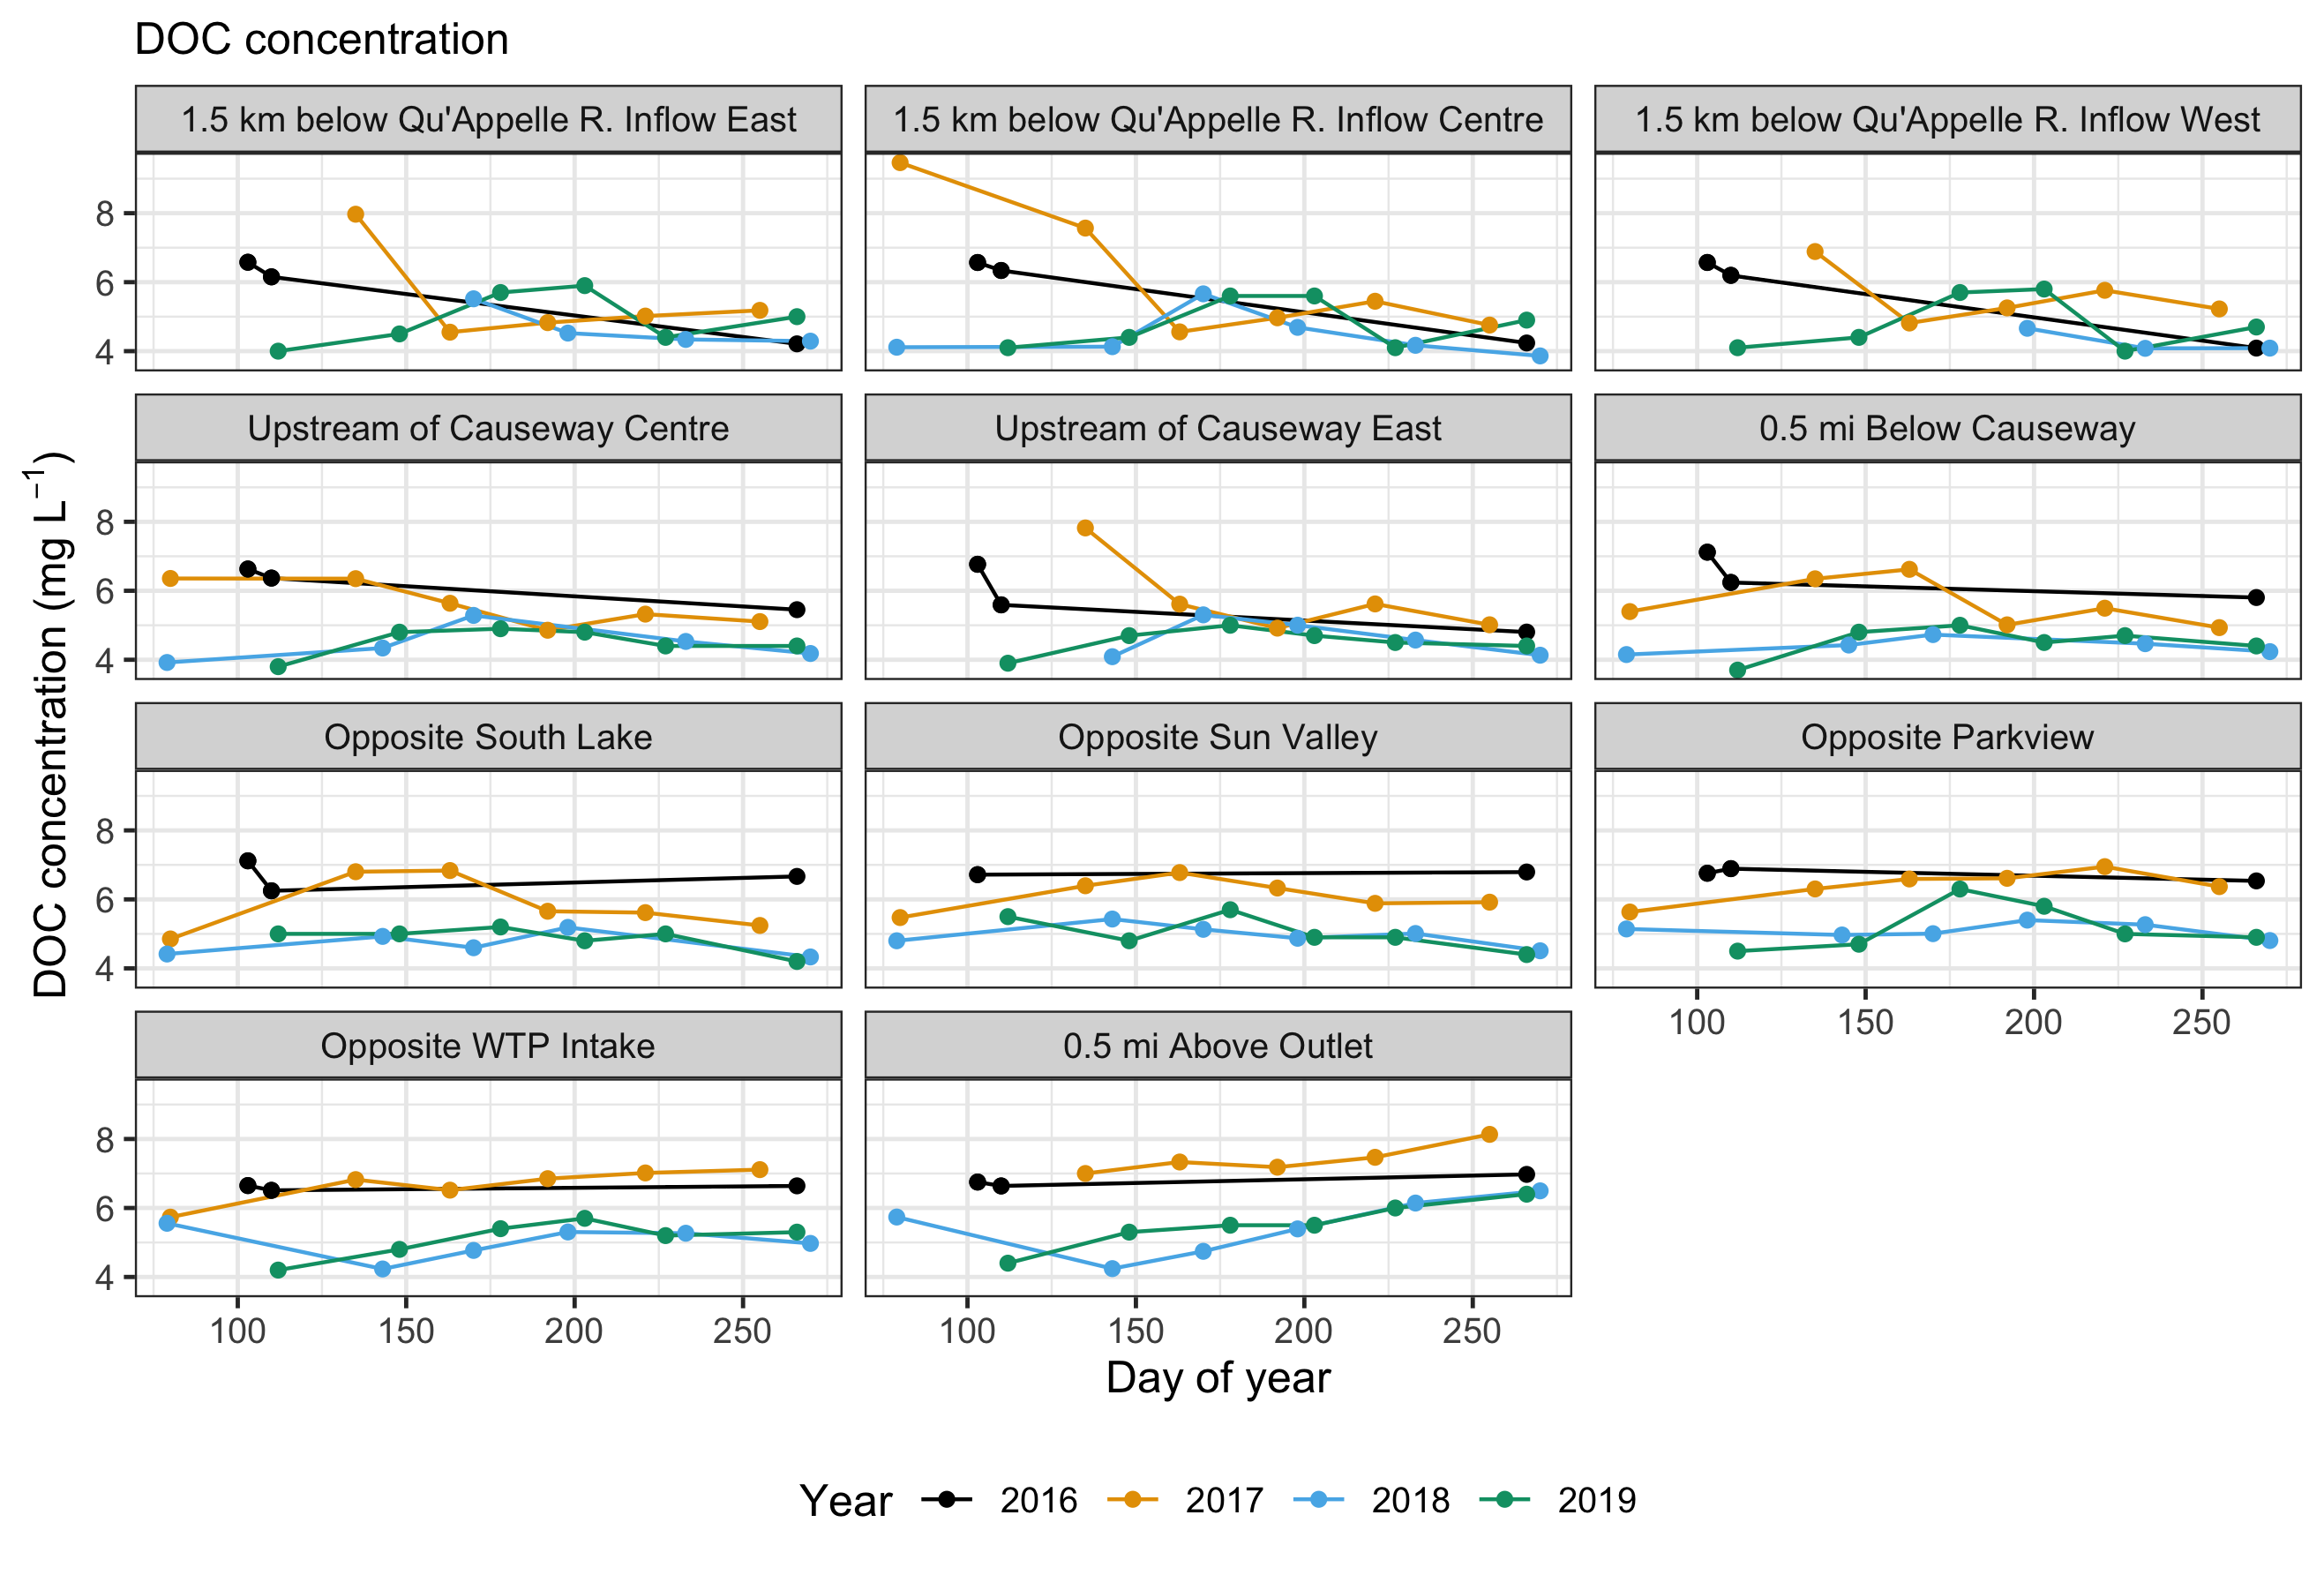 DOC concentration
1.5 km below Qu'Appelle R. Inflow East
1.5 km below Qu'Appelle R. Inflow Centre
1.5 km below Qu'Appelle R. Inflow West
8
6
4
Upstream of Causeway Centre
Upstream of Causeway East
0.5 mi Below Causeway
8
6
4
DOC concentration (mg L⁻¹)
Opposite South Lake
Opposite Sun Valley
Opposite Parkview
8
6
4
100 150 200 250
Opposite WTP Intake
0.5 mi Above Outlet
8
6
4
100 150 200 250
100 150 200 250
Day of year
Year 2016 2017 2018 2019